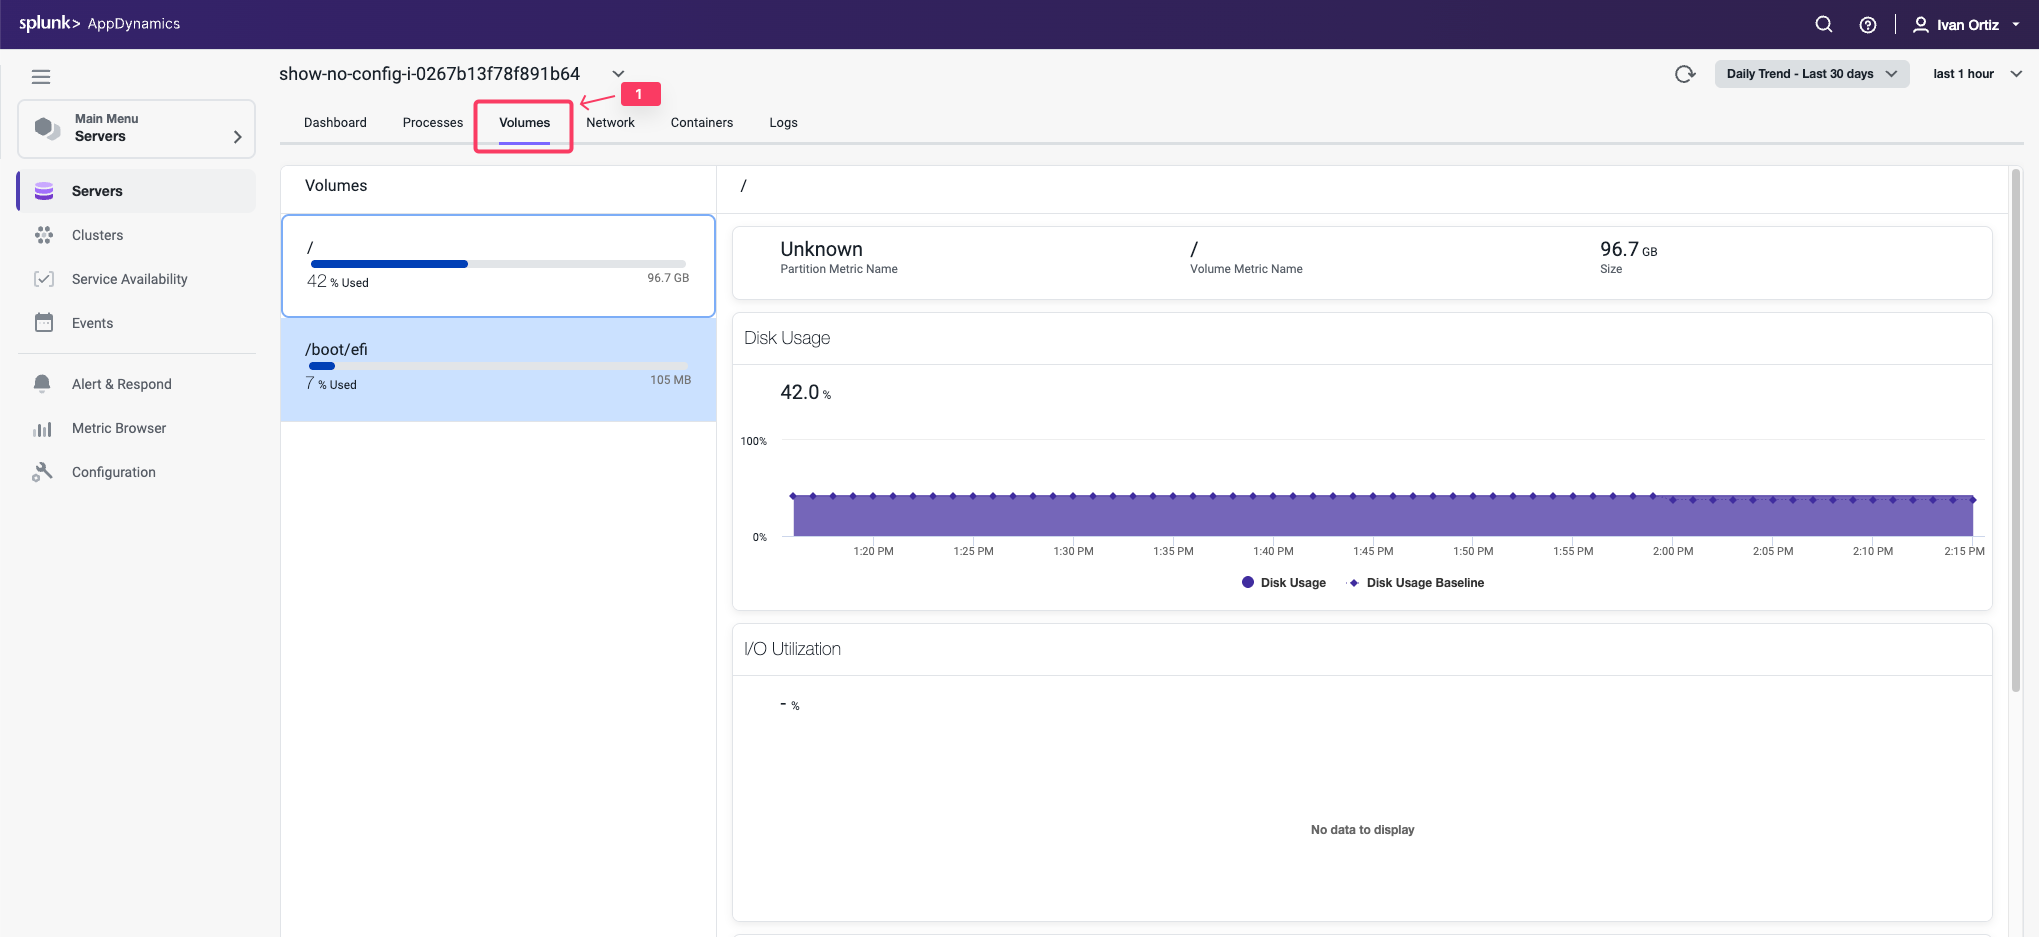 splunk> AppDynamics
Ivan Ortiz
show-no-config-i-0267b13f78f891b64
Daily Trend - Last 30 days
last 1 hour
1
Main Menu
Servers
Dashboard
Processes
Volumes
Network
Containers
Logs
Servers
Clusters
Service Availability
Events
Alert & Respond
Metric Browser
Configuration
Volumes
/
42 % Used
96.7 GB
/boot/efi
7 % Used
105 MB
/
Unknown
Partition Metric Name
/
Volume Metric Name
96.7 GB
Size
Disk Usage
42.0 %
100%
0%
1:20 PM 1:25 PM 1:30 PM 1:35 PM 1:40 PM 1:45 PM 1:50 PM 1:55 PM 2:00 PM 2:05 PM 2:10 PM 2:15 PM
Disk Usage Disk Usage Baseline
I/O Utilization
- %
No data to display